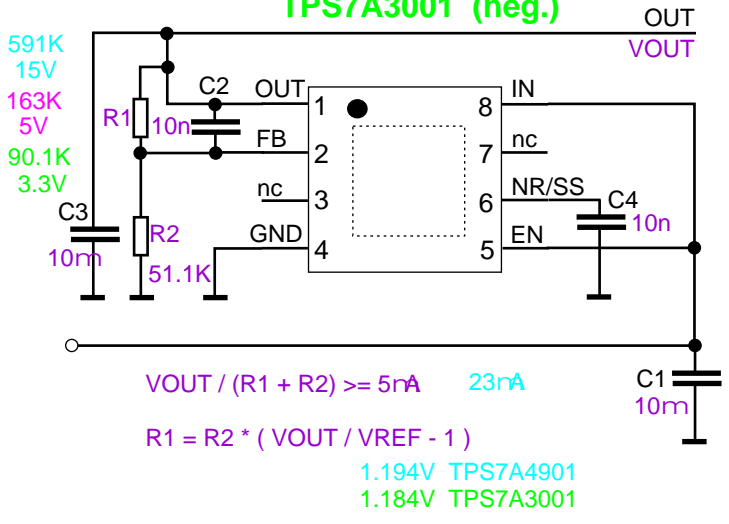 TPS7A3001 (neg.)
OUT
VOUT
591K
15V
163K
5V
90.1K
3.3V
C2
R1
10n
OUT
1
8
IN
FB
2
7
nc
nc
3
6
NR/SS
GND
4
5
EN
C3
10m
R2
51.1K
C4
10n
VOUT / (R1 + R2) >= 5mA
23mA
C1
10m
R1 = R2 * ( VOUT / VREF - 1 )
1.194V TPS7A4901
1.184V TPS7A3001